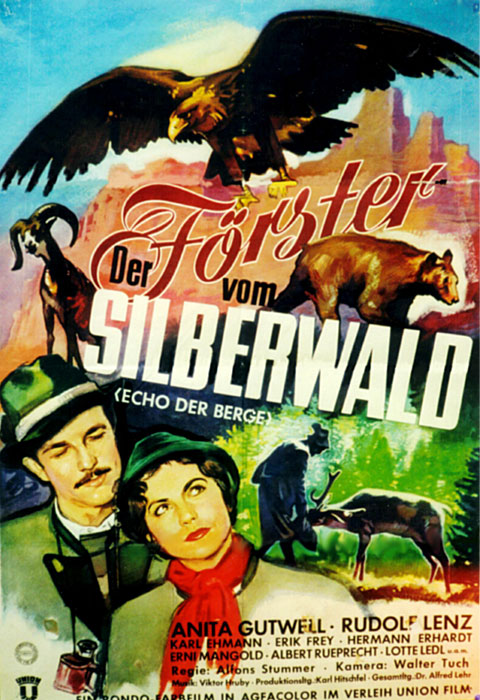 Der Förster
vom
SILBERWALD
<ECHO DER BERGE>
ANITA GUTWELL · RUDOLF LENZ
KARL EHMANN · ERIK FREY · HERMANN ERHARDT
ERNI MANGOLD · ALBERT RUEPRECHT · LOTTE LEDL u.a.m.
Regie: Alfons Stummer · Kamera: Walter Tuch
Musik: Viktor Hruby · Produktionsltg.: Karl Hitschfel · Gesamtltg. Dr. Alfred Lehr
EIN RONDO-FARBFILM IN AGFACOLOR IM VERLEIH UNION FILM
UNION